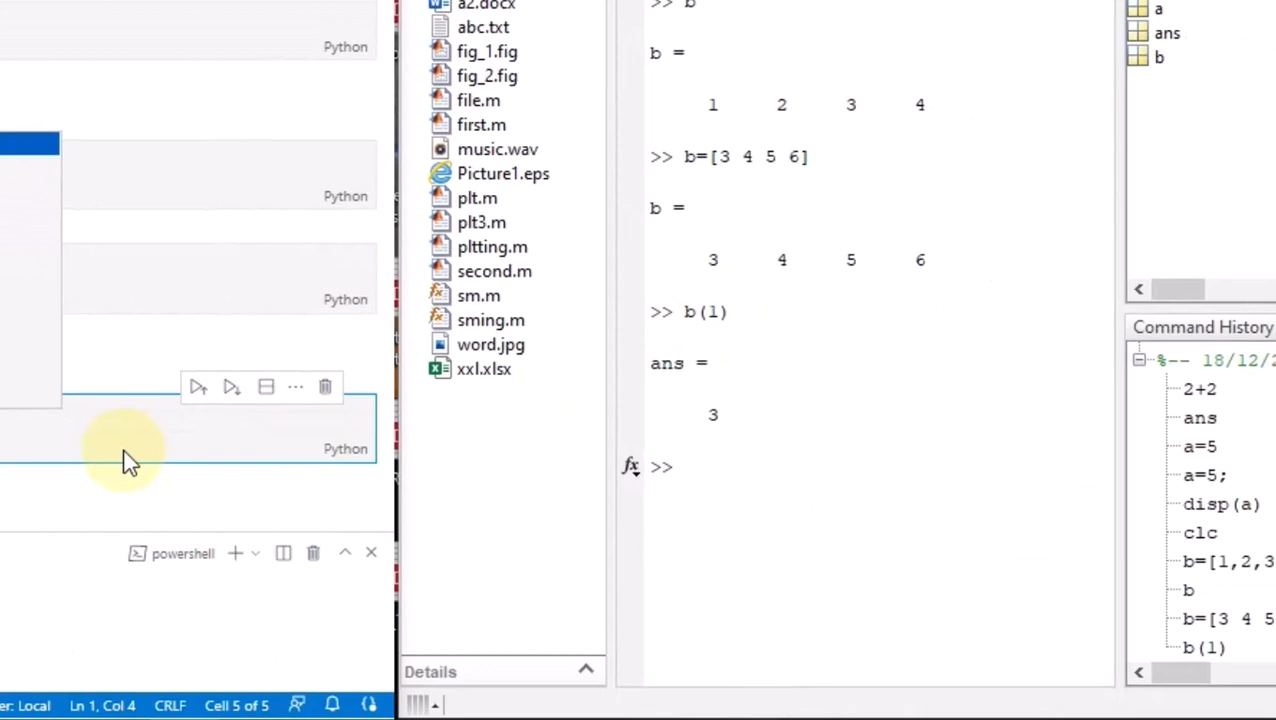 Python
Python
Python
Python
powershell
er: Local Ln 1, Col 4 CRLF Cell 5 of 5
a2.docx
abc.txt
fig_1.fig
fig_2.fig
file.m
first.m
music.wav
Picture1.eps
plt.m
plt3.m
pltting.m
second.m
sm.m
sming.m
word.jpg
xxl.xlsx
Details
>> b
b =
1 2 3 4
>> b=[3 4 5 6]
b =
3 4 5 6
>> b(1)
ans =
3
fx >>
a
ans
b
Command History
%-- 18/12/2
2+2
ans
a=5
a=5;
disp(a)
clc
b=[1,2,3
b
b=[3 4 5
b(1)